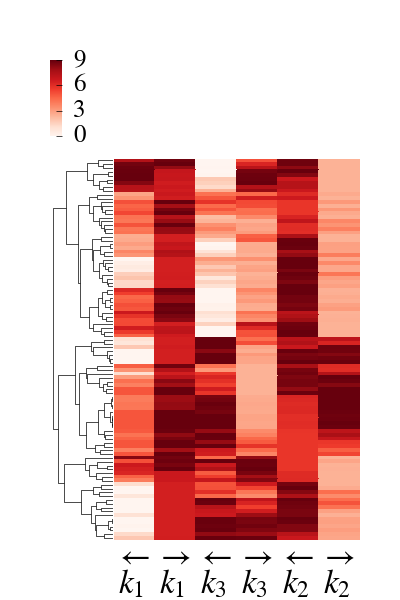 9
6
3
0
← → ← → ← →
k1 k1 k3 k3 k2 k2